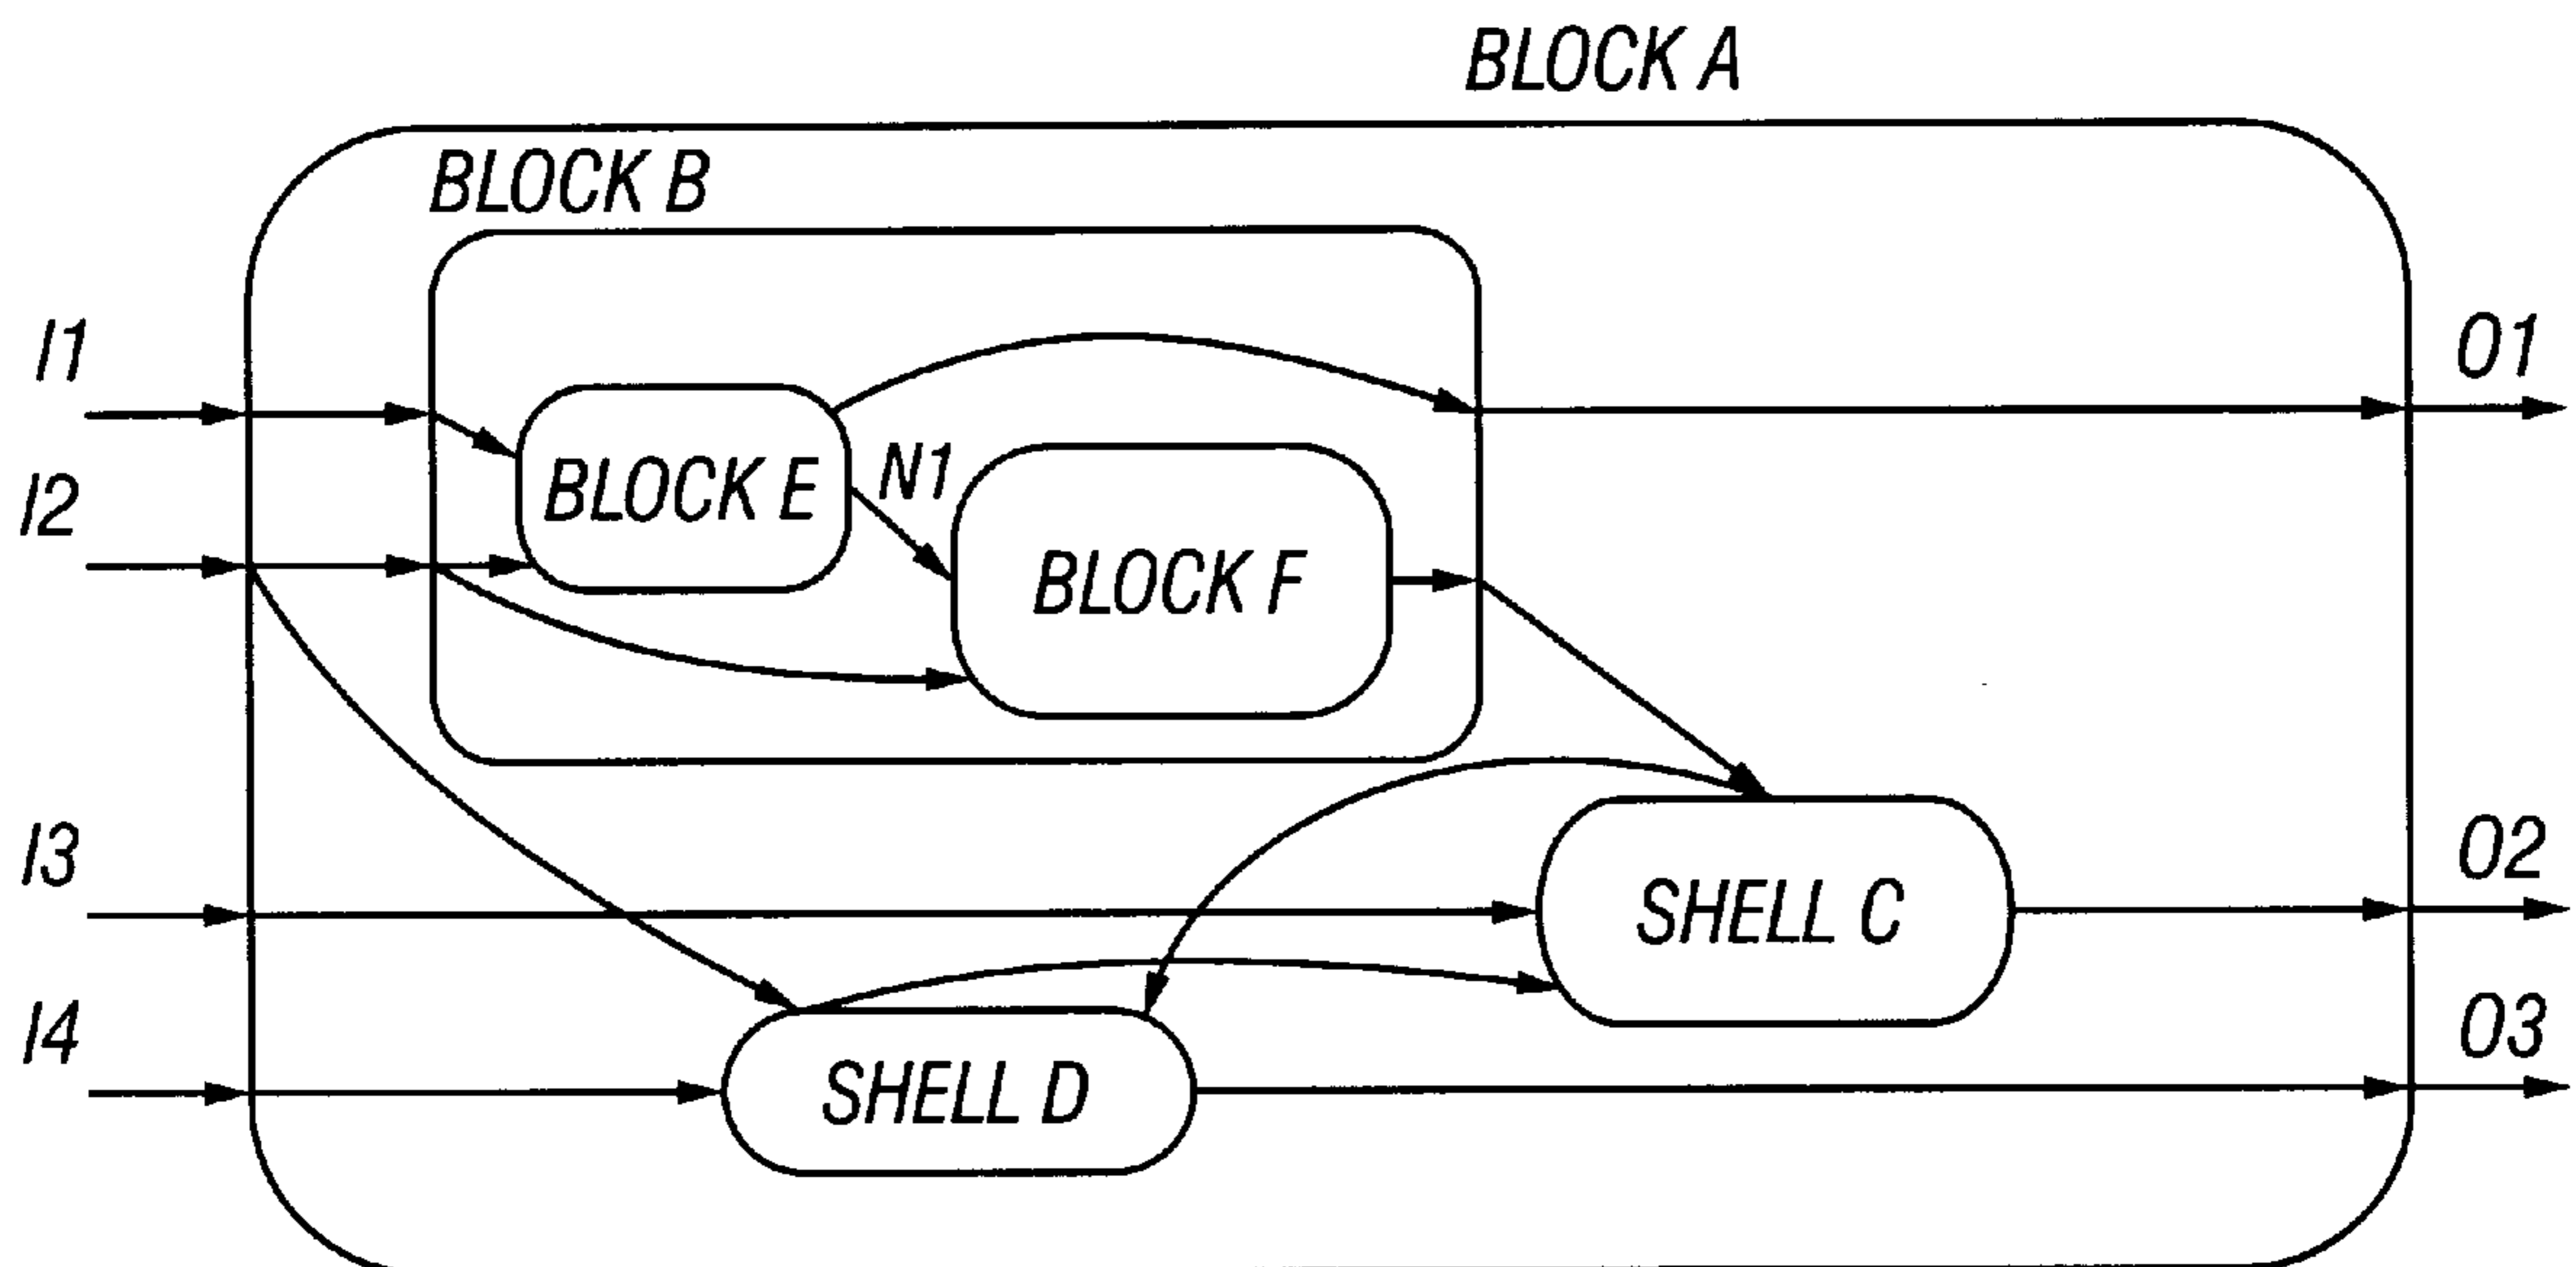 BLOCK A
BLOCK B
I1
O1
BLOCK E
N1
I2
BLOCK F
I3
O2
SHELL C
I4
O3
SHELL D